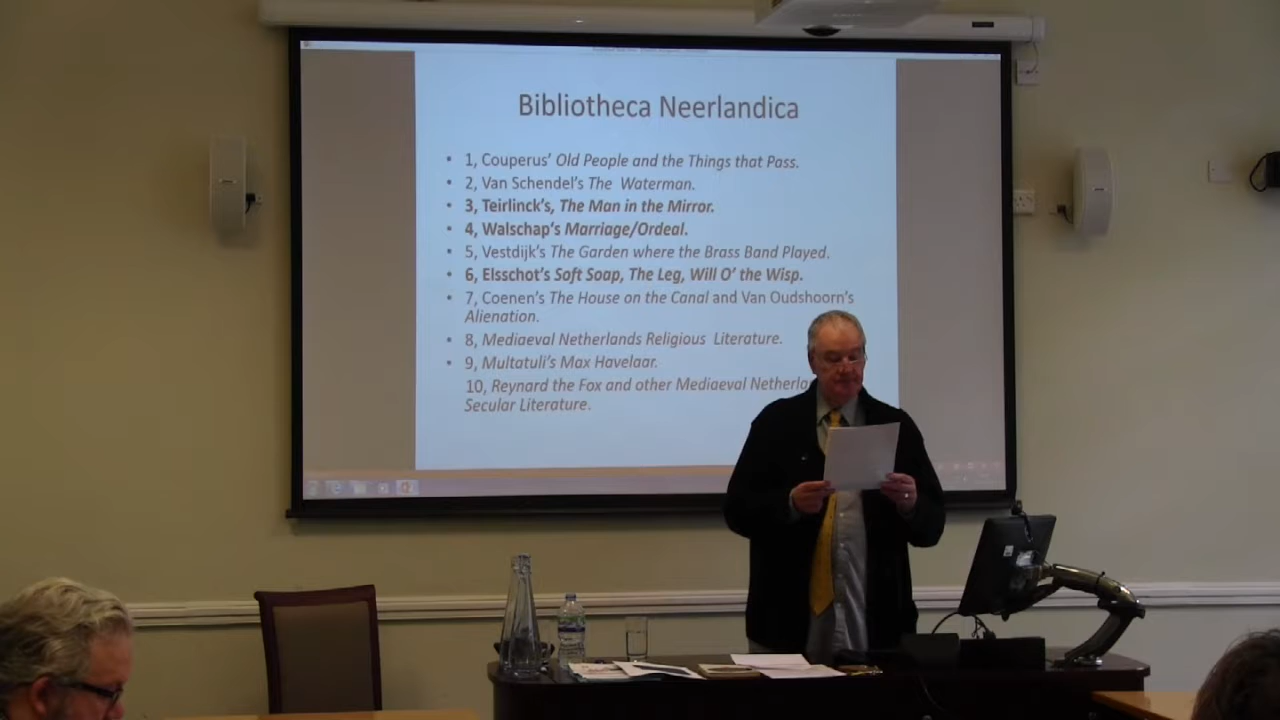 Bibliotheca Neerlandica
• 1, Couperus' Old People and the Things that Pass.
• 2, Van Schendel's The Waterman.
• 3, Teirlinck's, The Man in the Mirror.
• 4, Walschap's Marriage/Ordeal.
• 5, Vestdijk's The Garden where the Brass Band Played.
• 6, Elsschot's Soft Soap, The Leg, Will O' the Wisp.
• 7, Coenen's The House on the Canal and Van Oudshoorn's
Alienation.
• 8, Mediaeval Netherlands Religious Literature.
• 9, Multatuli's Max Havelaar.
10, Reynard the Fox and other Mediaeval
Secular Literature.